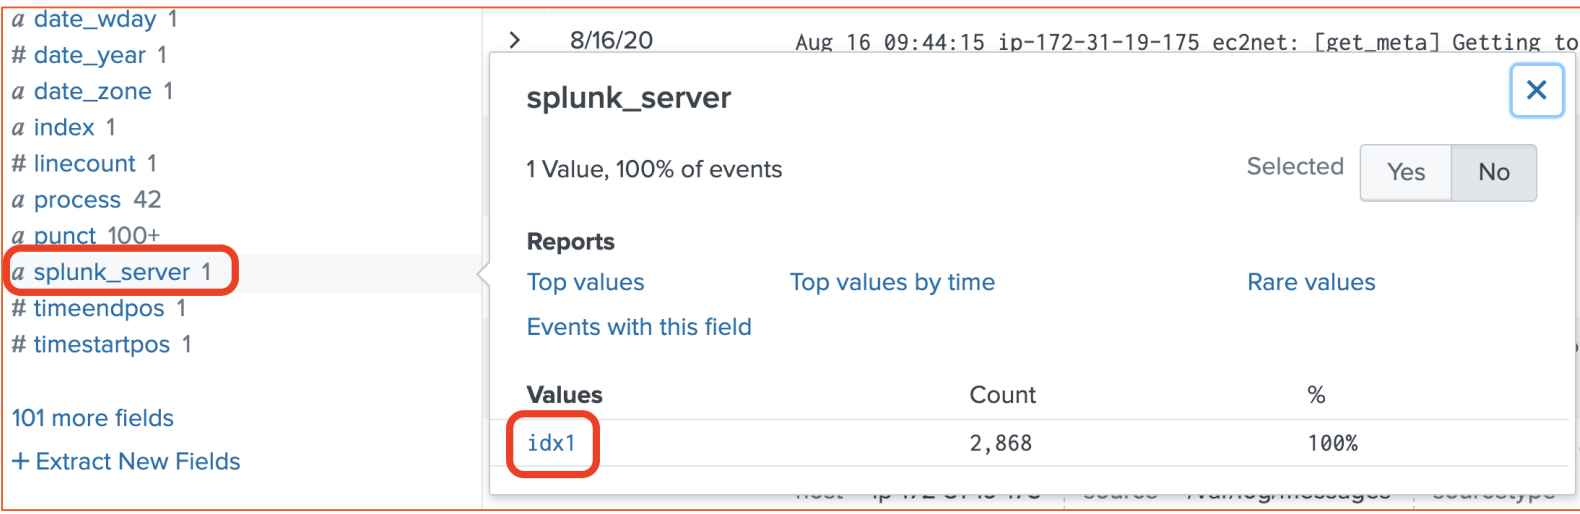 a date_wday 1
# date_year 1
a date_zone 1
a index 1
# linecount 1
a process 42
a punct 100+
a splunk_server 1
# timeendpos 1
# timestartpos 1
101 more fields
+ Extract New Fields
> 8/16/20 Aug 16 09:44:15 ip-172-31-19-175 ec2net: [get_meta] Getting to
splunk_server
1 Value, 100% of events
Selected Yes No
Reports
Top values Top values by time Rare values
Events with this field
Values Count %
idx1 2,868 100%